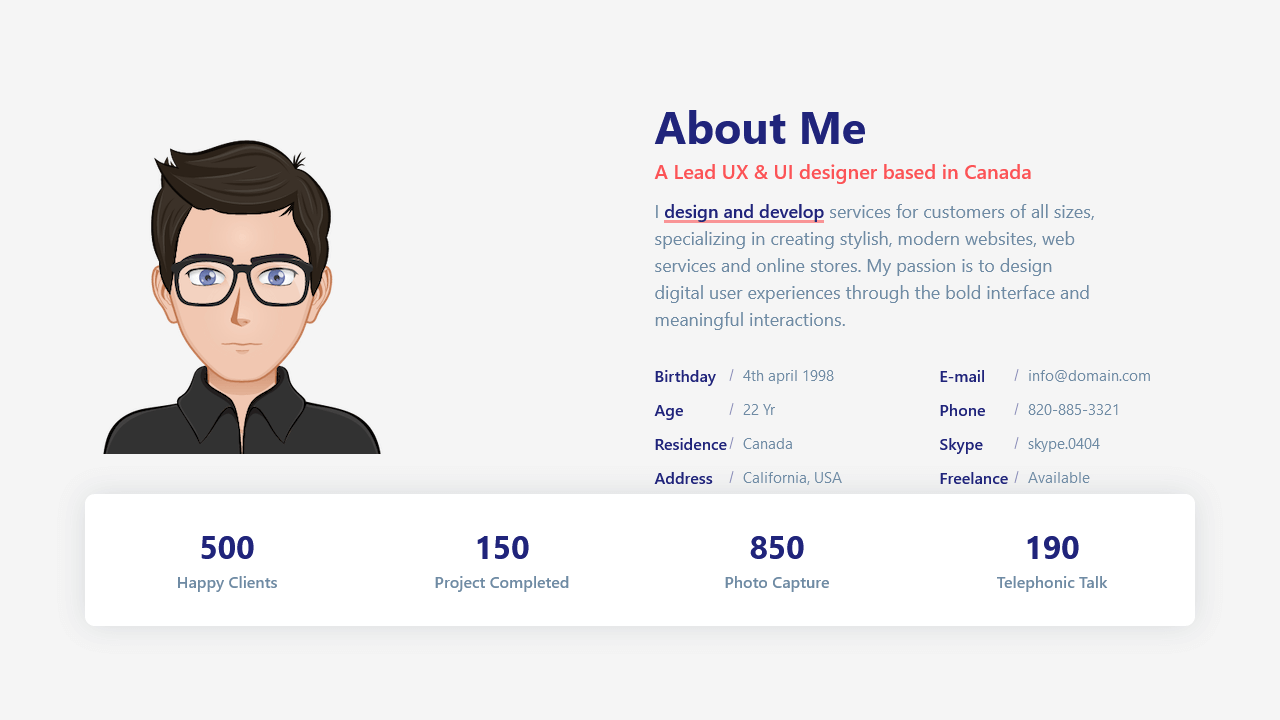 About Me
A Lead UX & UI designer based in Canada
I design and develop services for customers of all sizes,
specializing in creating stylish, modern websites, web
services and online stores. My passion is to design
digital user experiences through the bold interface and
meaningful interactions.
Birthday / 4th april 1998
E-mail / info@domain.com
Age / 22 Yr
Phone / 820-885-3321
Residence / Canada
Skype / skype.0404
Address / California, USA
Freelance / Available
500
Happy Clients
150
Project Completed
850
Photo Capture
190
Telephonic Talk